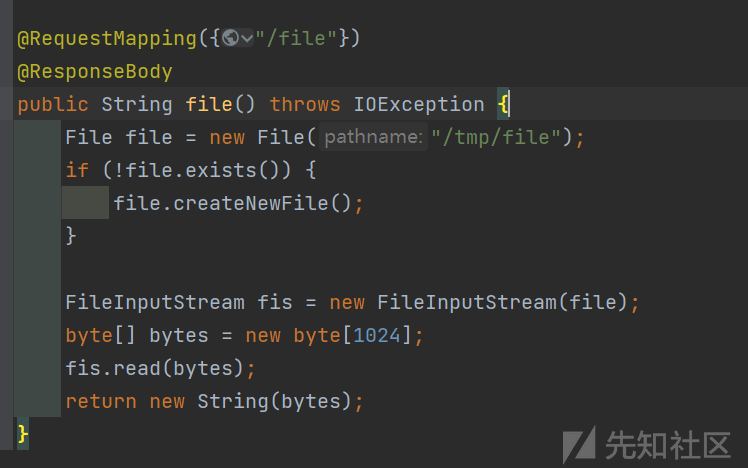 @RequestMapping({"/file"})
@ResponseBody
public String file() throws IOException {
File file = new File( pathname: "/tmp/file");
if (!file.exists()) {
file.createNewFile();
}
FileInputStream fis = new FileInputStream(file);
byte[] bytes = new byte[1024];
fis.read(bytes);
return new String(bytes);
}
先知社区